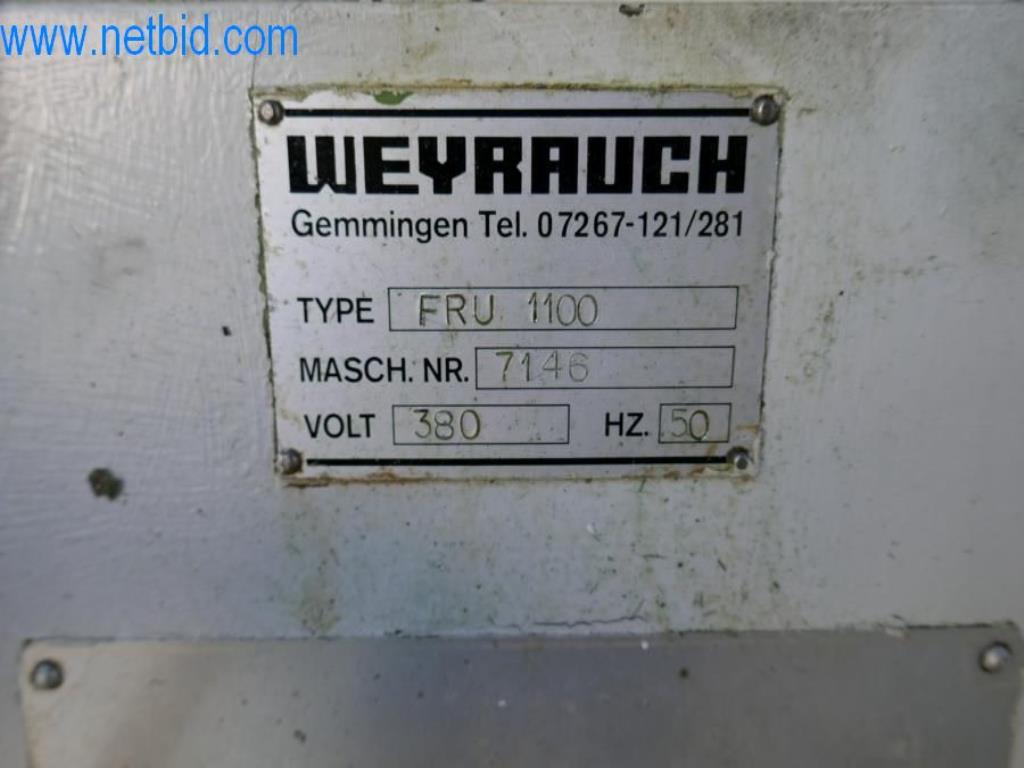 www.netbid.com
WEYRAUCH
Gemmingen Tel. 07267-121/281
TYPE FRU 1100
MASCH. NR. 7146
VOLT 380 HZ. 50